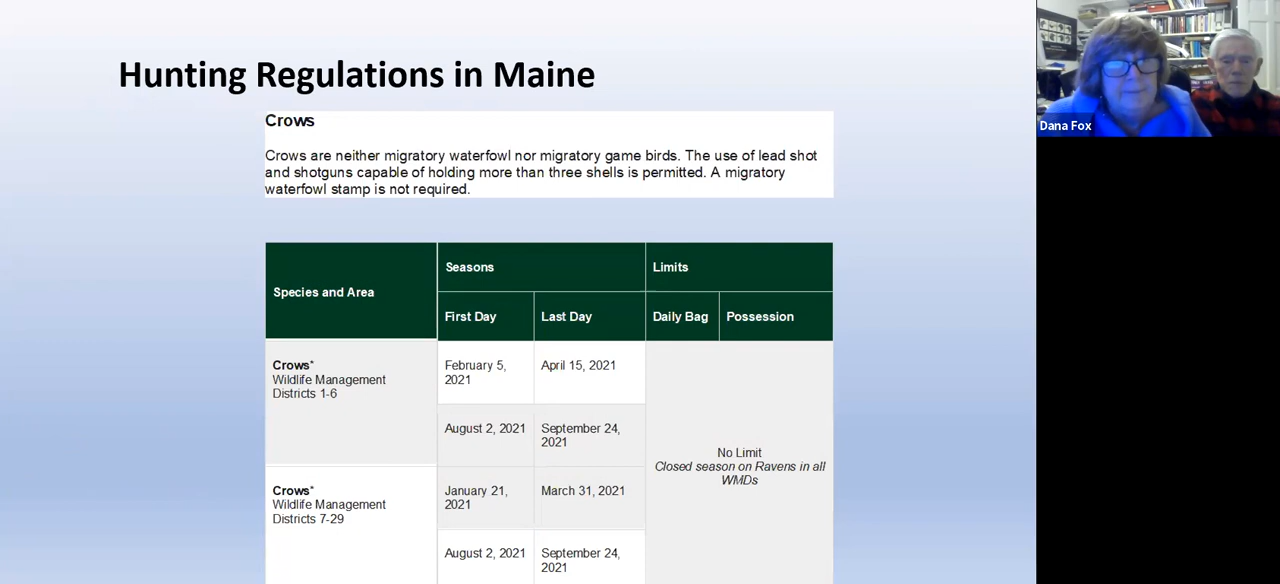 Hunting Regulations in Maine
Crows
Crows are neither migratory waterfowl nor migratory game birds. The use of lead shot
and shotguns capable of holding more than three shells is permitted. A migratory
waterfowl stamp is not required.
Species and Area
Seasons
Limits
First Day
Last Day
Daily Bag
Possession
Crows*
Wildlife Management
Districts 1-6
February 5,
2021
April 15, 2021
August 2, 2021
September 24,
2021
No Limit
Closed season on Ravens in all
WMDs
Crows*
Wildlife Management
Districts 7-29
January 21,
2021
March 31, 2021
August 2, 2021
September 24,
2021
Dana Fox